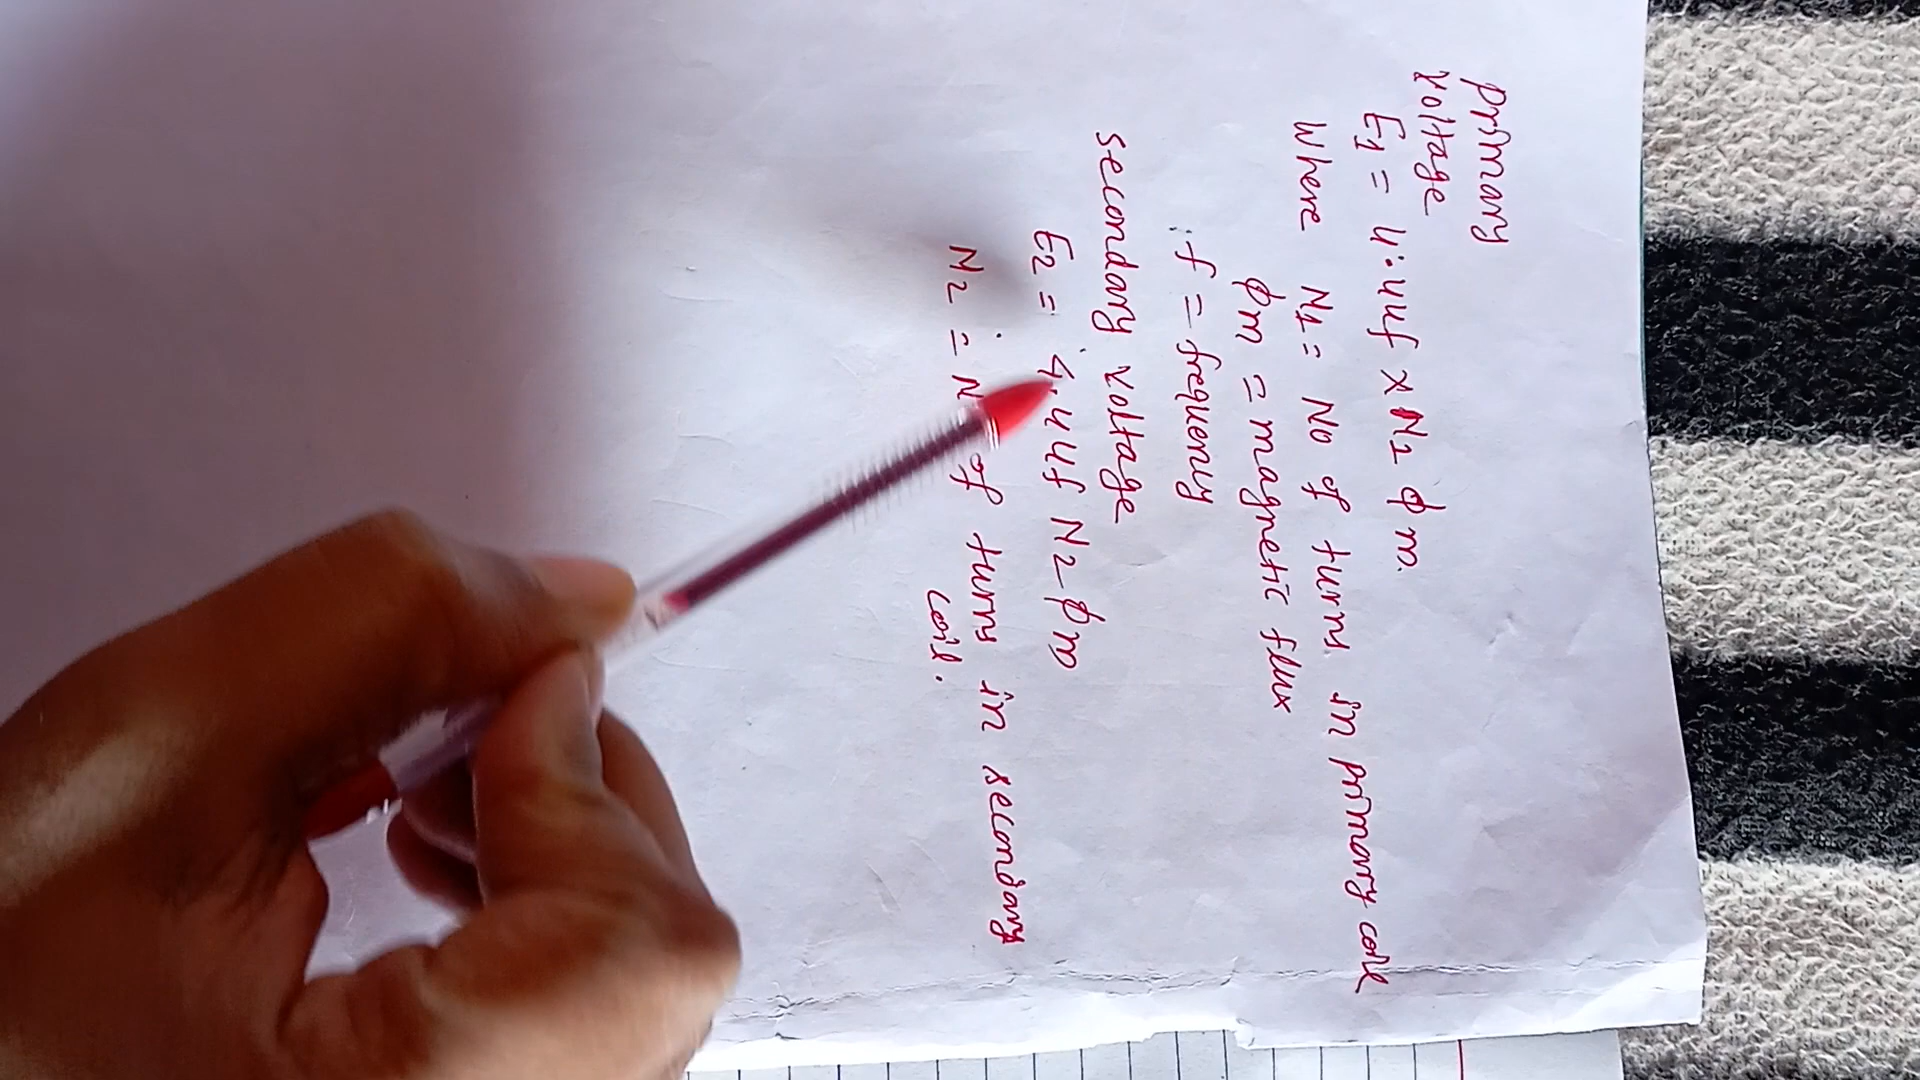 primary
voltage
E1 = 4.44f x N1 φm
Where N1 = No of turns in primary coil
φm = magnetic flux
f = frequeny
secondary voltage
E2 = 4.44f N2 φm
N2 = of turns in secondary
coil.